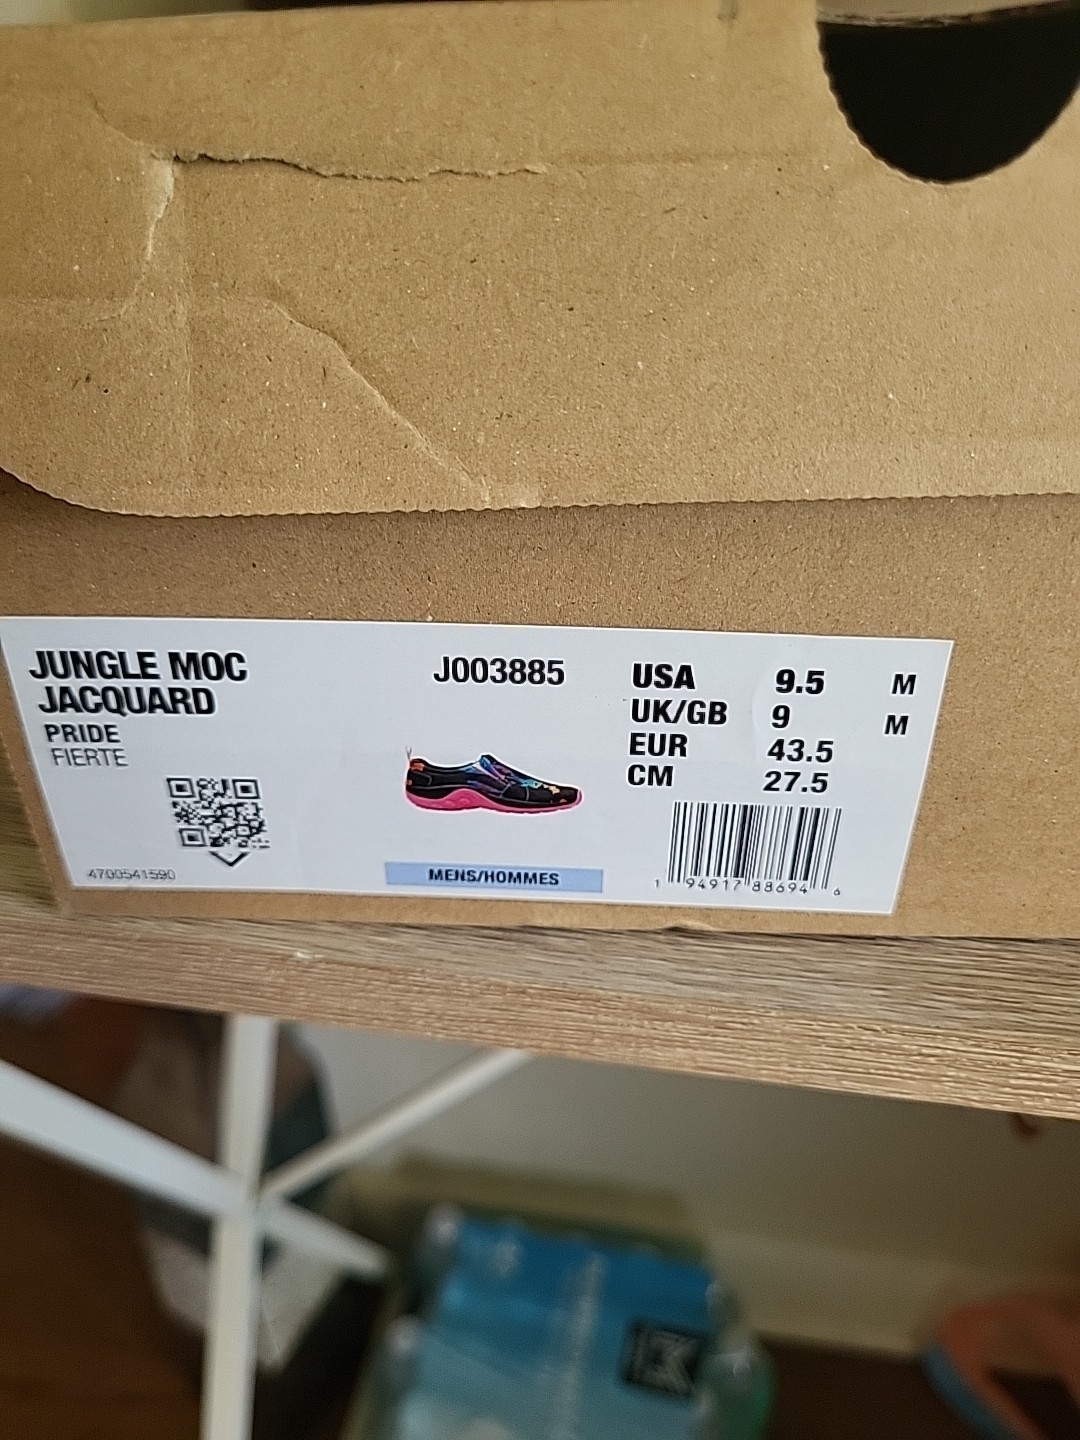 JUNGLE MOC
JACQUARD
PRIDE
FIERTE
4700541590
J003885
MENS/HOMMES
USA 9.5 M
UK/GB 9 M
EUR 43.5
CM 27.5
1 94917 88694 6